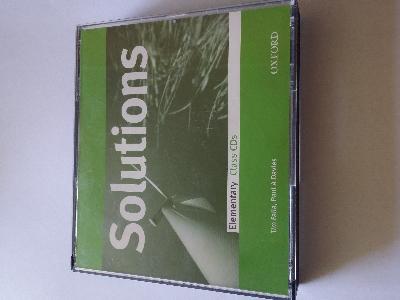 Solutions
Elementary Class CDs
Tim Falla, Paul A Davies
OXFORD